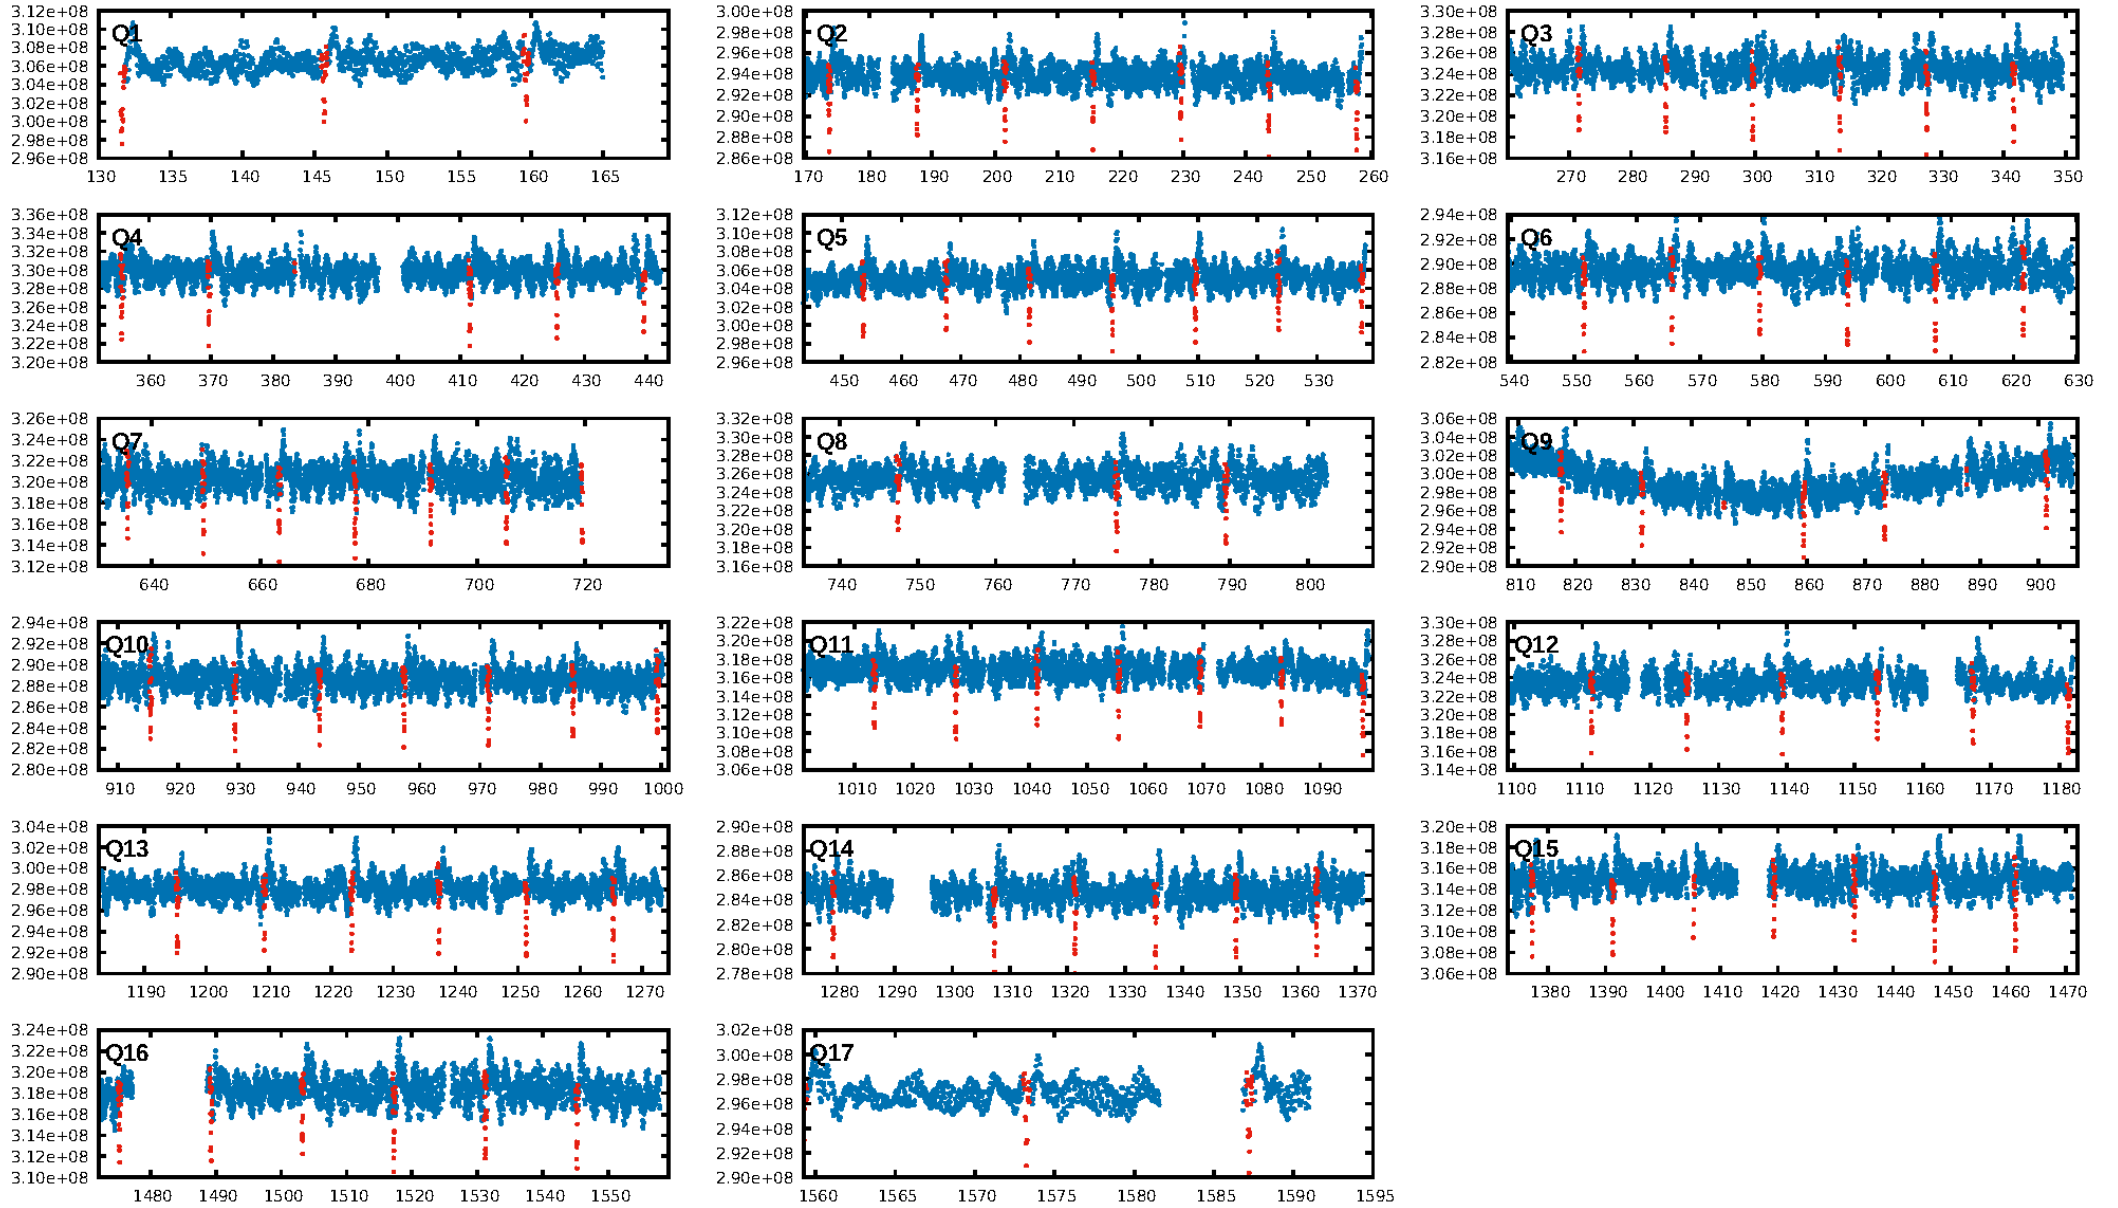 3.12e+08 3.10e+08 3.08e+08 3.06e+08 3.04e+08 3.02e+08 3.00e+08 2.98e+08 2.96e+08
Q1
130 135 140 145 150 155 160 165
3.00e+08 2.98e+08 2.96e+08 2.94e+08 2.92e+08 2.90e+08 2.88e+08 2.86e+08
Q2
170 180 190 200 210 220 230 240 250 260
3.30e+08 3.28e+08 3.26e+08 3.24e+08 3.22e+08 3.20e+08 3.18e+08 3.16e+08
Q3
270 280 290 300 310 320 330 340 350
3.36e+08 3.34e+08 3.32e+08 3.30e+08 3.28e+08 3.26e+08 3.24e+08 3.22e+08 3.20e+08
Q4
360 370 380 390 400 410 420 430 440
3.12e+08 3.10e+08 3.08e+08 3.06e+08 3.04e+08 3.02e+08 3.00e+08 2.98e+08 2.96e+08
Q5
450 460 470 480 490 500 510 520 530
2.94e+08 2.92e+08 2.90e+08 2.88e+08 2.86e+08 2.84e+08 2.82e+08
Q6
540 550 560 570 580 590 600 610 620 630
3.26e+08 3.24e+08 3.22e+08 3.20e+08 3.18e+08 3.16e+08 3.14e+08 3.12e+08
Q7
640 660 680 700 720
3.32e+08 3.30e+08 3.28e+08 3.26e+08 3.24e+08 3.22e+08 3.20e+08 3.18e+08 3.16e+08
Q8
740 750 760 770 780 790 800
3.06e+08 3.04e+08 3.02e+08 3.00e+08 2.98e+08 2.96e+08 2.94e+08 2.92e+08 2.90e+08
Q9
810 820 830 840 850 860 870 880 890 900
2.94e+08 2.92e+08 2.90e+08 2.88e+08 2.86e+08 2.84e+08 2.82e+08 2.80e+08
Q10
910 920 930 940 950 960 970 980 990 1000
3.22e+08 3.20e+08 3.18e+08 3.16e+08 3.14e+08 3.12e+08 3.10e+08 3.08e+08 3.06e+08
Q11
1010 1020 1030 1040 1050 1060 1070 1080 1090
3.30e+08 3.28e+08 3.26e+08 3.24e+08 3.22e+08 3.20e+08 3.18e+08 3.16e+08 3.14e+08
Q12
1100 1110 1120 1130 1140 1150 1160 1170 1180
3.04e+08 3.02e+08 3.00e+08 2.98e+08 2.96e+08 2.94e+08 2.92e+08 2.90e+08
Q13
1190 1200 1210 1220 1230 1240 1250 1260 1270
2.90e+08 2.88e+08 2.86e+08 2.84e+08 2.82e+08 2.80e+08 2.78e+08
Q14
1280 1290 1300 1310 1320 1330 1340 1350 1360 1370
3.20e+08 3.18e+08 3.16e+08 3.14e+08 3.12e+08 3.10e+08 3.08e+08 3.06e+08
Q15
1380 1390 1400 1410 1420 1430 1440 1450 1460 1470
3.24e+08 3.22e+08 3.20e+08 3.18e+08 3.16e+08 3.14e+08 3.12e+08 3.10e+08
Q16
1480 1490 1500 1510 1520 1530 1540 1550
3.02e+08 3.00e+08 2.98e+08 2.96e+08 2.94e+08 2.92e+08 2.90e+08
Q17
1560 1565 1570 1575 1580 1585 1590 1595